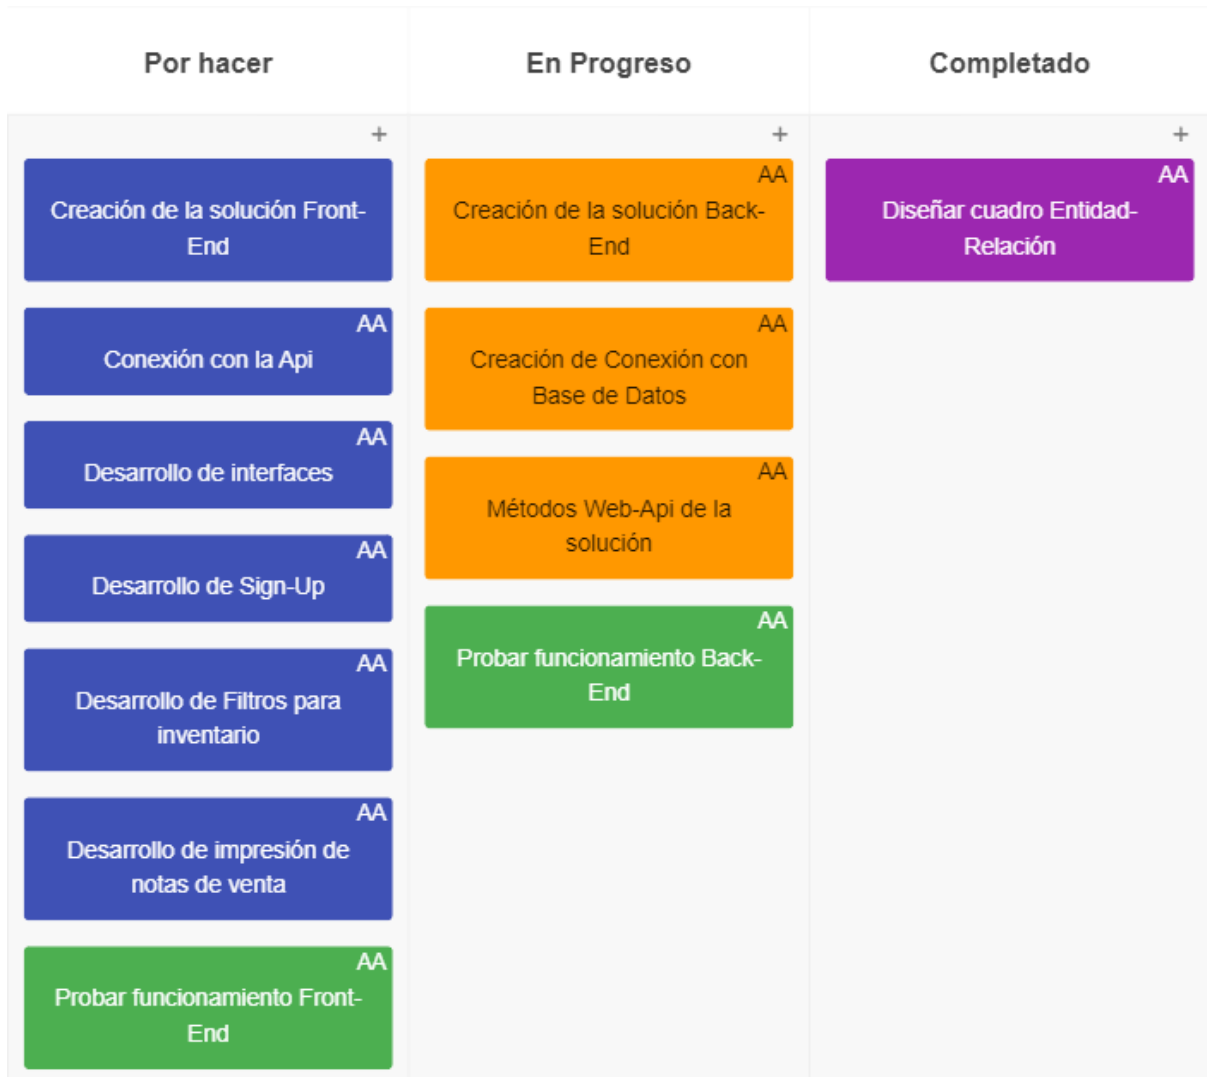 Por hacer
En Progreso
Completado
+
Creación de la solución Front-
End
AA
Conexión con la Api
AA
Desarrollo de interfaces
AA
Desarrollo de Sign-Up
AA
Desarrollo de Filtros para
inventario
AA
Desarrollo de impresión de
notas de venta
AA
Probar funcionamiento Front-
End
+
AA
Creación de la solución Back-
End
AA
Creación de Conexión con
Base de Datos
AA
Métodos Web-Api de la
solución
AA
Probar funcionamiento Back-
End
+
AA
Diseñar cuadro Entidad-
Relación